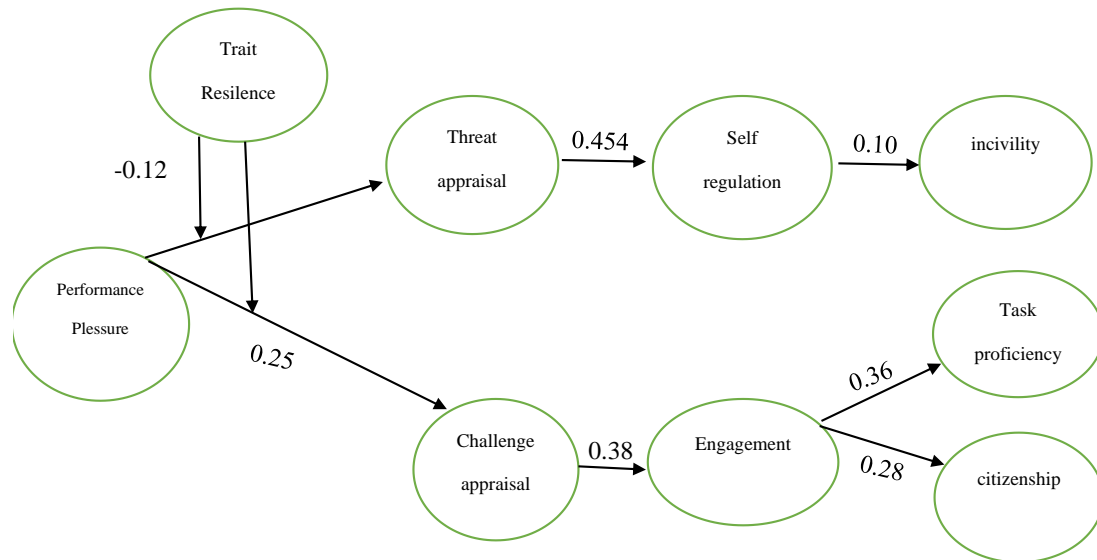 Trait
Resilence
-0.12
Threat
appraisal
0.454
Self
regulation
0.10
incivility
Performance
Plessure
0.25
Challenge
appraisal
0.38
Engagement
0.36
Task
proficiency
0.28
citizenship